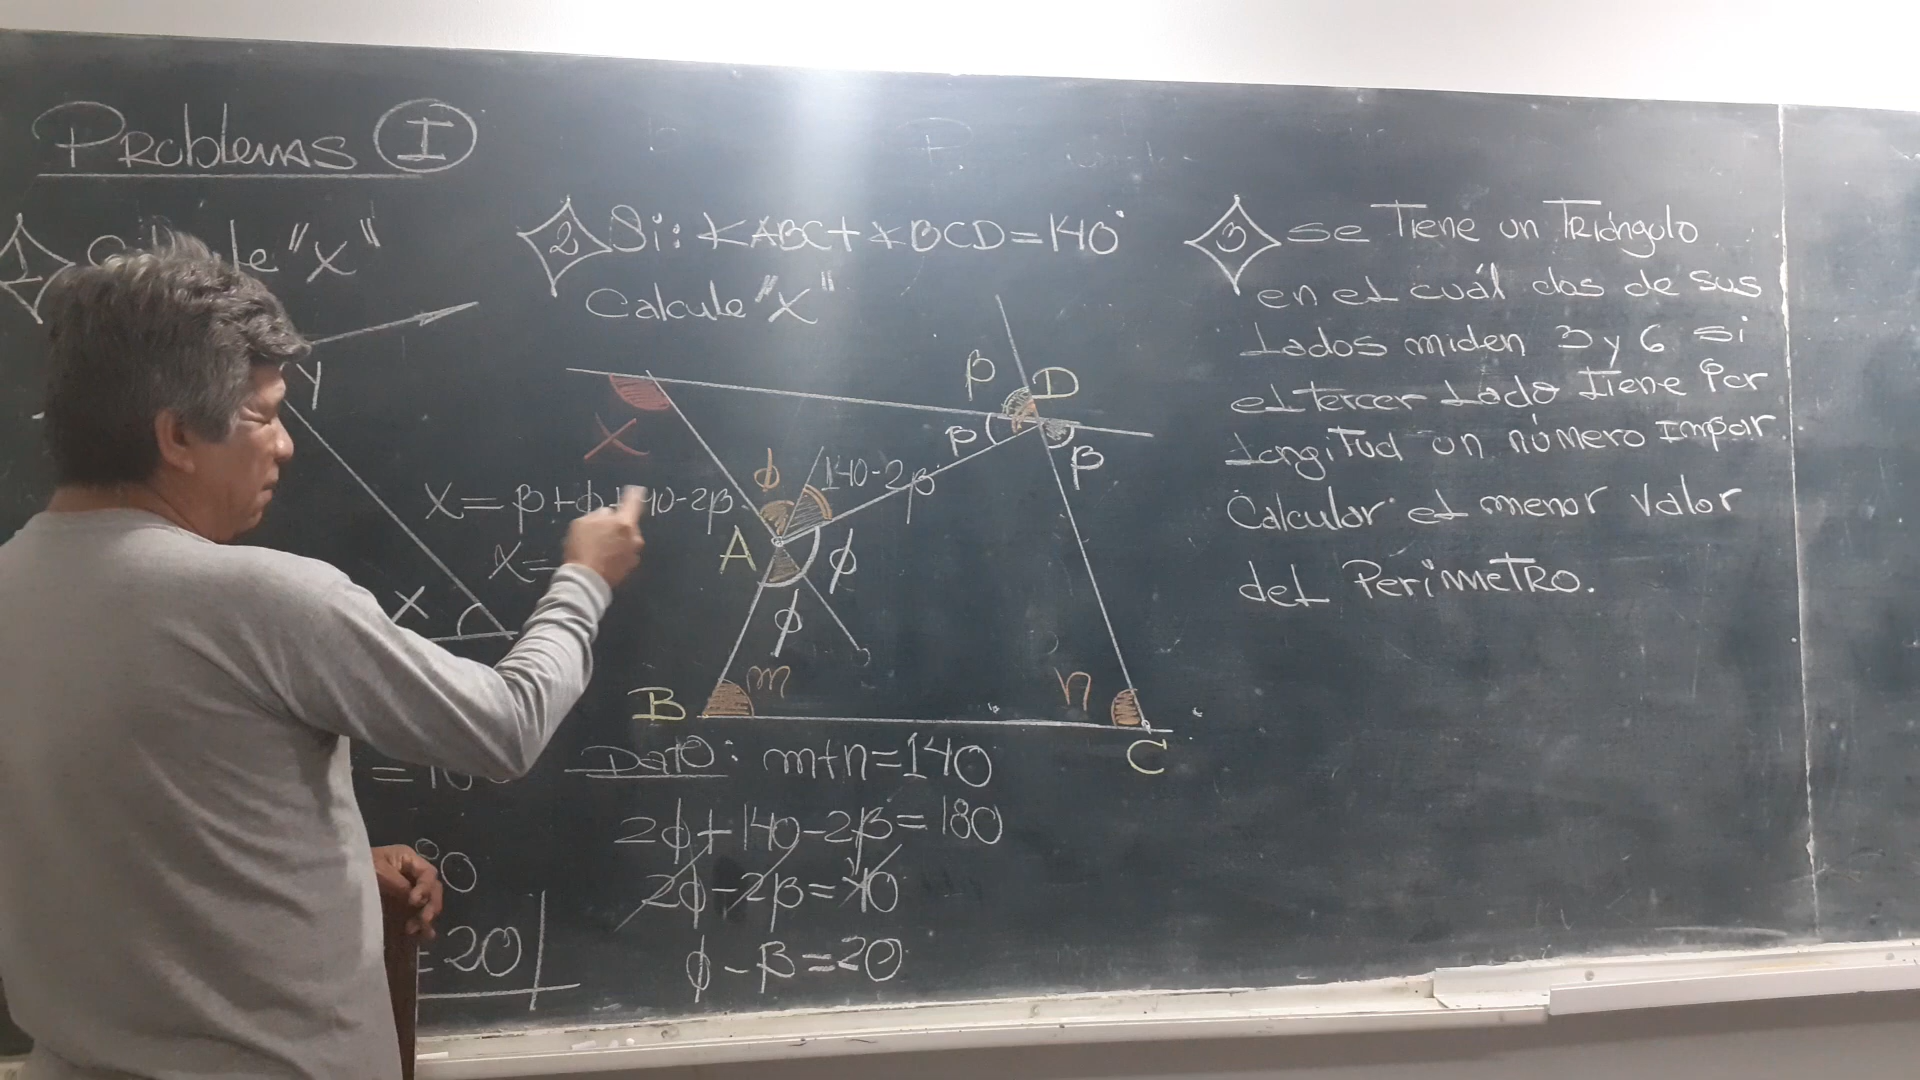 Problemas I
1 "x"
y
x
= 20
2 Si: ∢ABC + ∢BCD = 140°
Calcule "x"
β D
β
β
x
ϕ 140-2β
x = β + ϕ + 140-2β
A ϕ
x =
ϕ
B m
n
C
Dato: m+n=140
2ϕ+140-2β=180
2ϕ-2β=40
ϕ-β=20
3 se Tiene un Triángulo
en el cuál dos de sus
Lados miden 3 y 6 si
el tercer Lado Tiene Por
Longitud un número Impar
Calcular el menor Valor
del Perímetro.